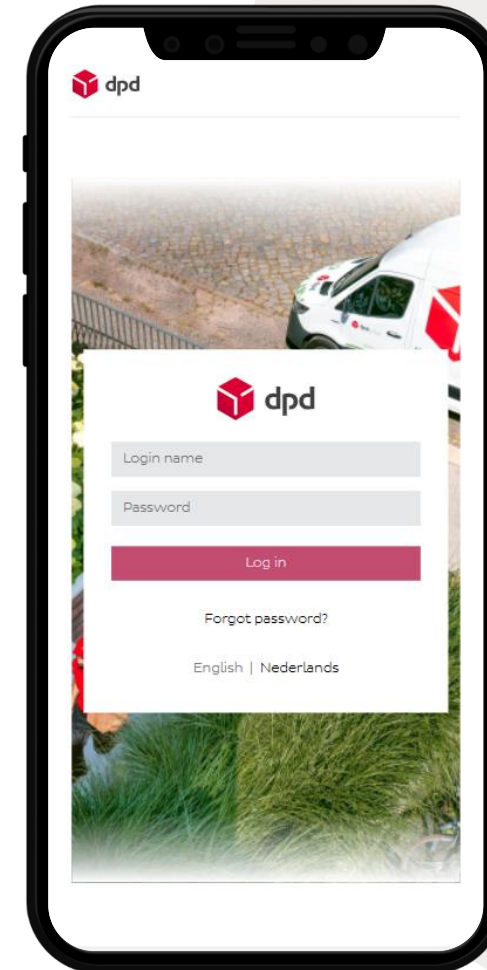 dpd
dpd
Login name
Password
Log in
Forgot password?
English | Nederlands